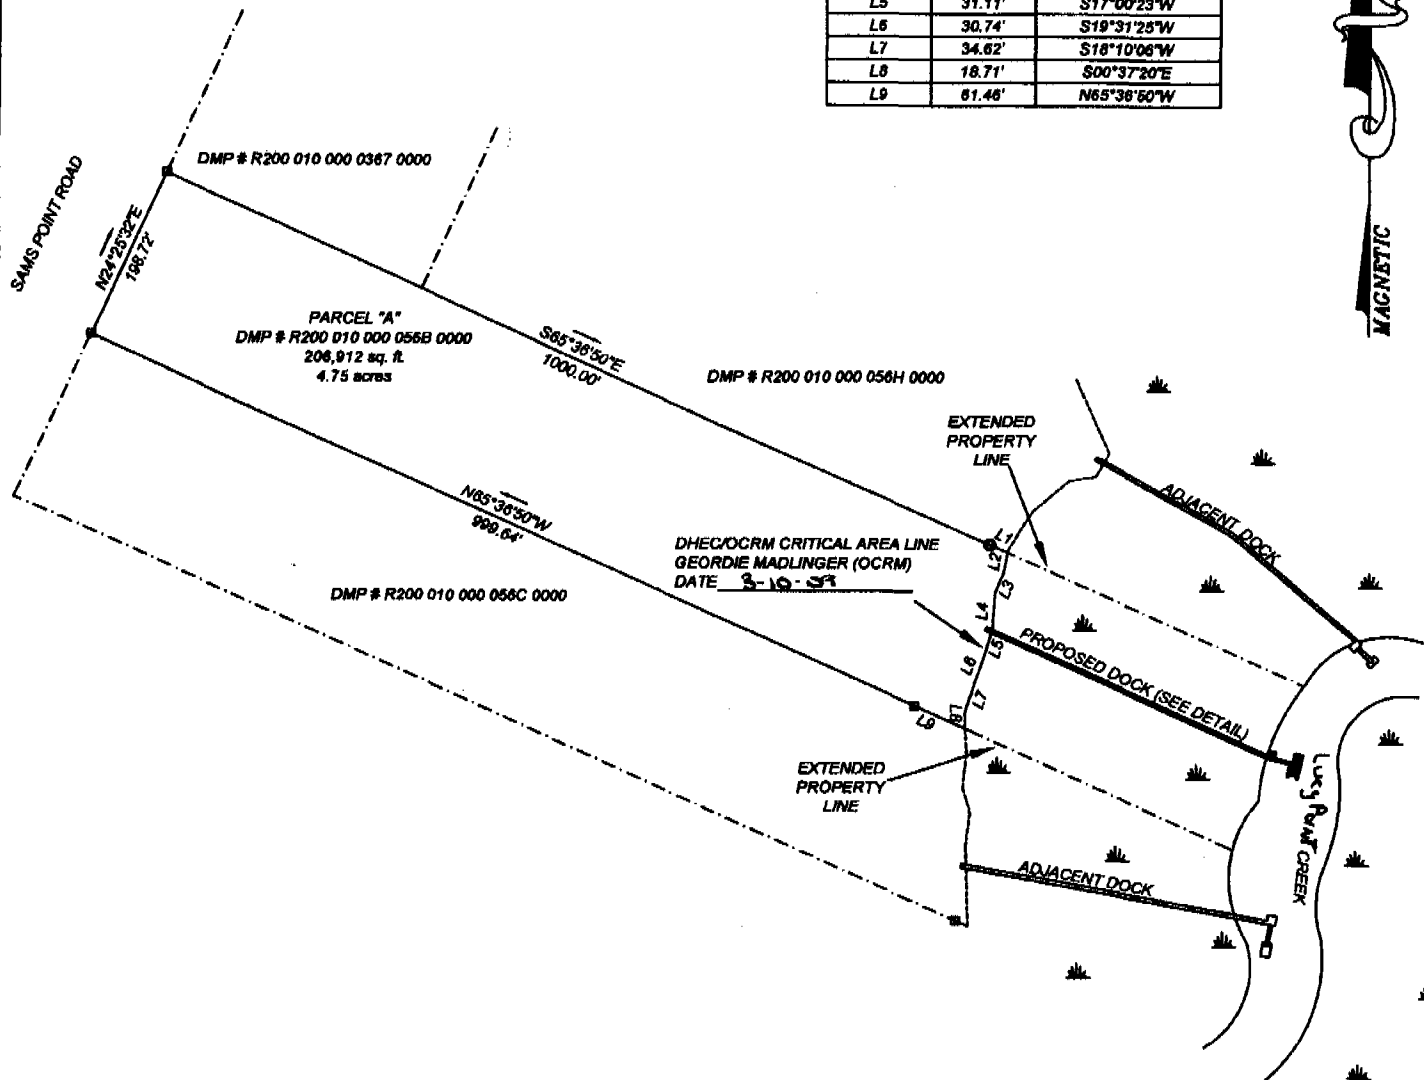 L5 31.11' S17°00'23"W
L6 30.74' S19°31'25"W
L7 34.62' S18°10'06"W
L8 18.71' S00°37'20"E
L9 61.46' N65°36'50"W
MAGNETIC
DMP # R200 010 000 0367 0000
SAMS POINT ROAD
N24°25'32"E
198.72'
PARCEL "A"
DMP # R200 010 000 056B 0000
206,912 sq. ft.
4.75 acres
S65°36'50"E
1000.00'
DMP # R200 010 000 056H 0000
EXTENDED
PROPERTY
LINE
ADJACENT DOCK
N65°36'50"W
999.64'
DHEC/OCRM CRITICAL AREA LINE
GEORDIE MADLINGER (OCRM)
DATE 3-10-
L1
L2
L3
L4
L5
L6
L7
L8
L9
DMP # R200 010 000 056C 0000
PROPOSED DOCK (SEE DETAIL)
EXTENDED
PROPERTY
LINE
Lucy Point CREEK
ADJACENT DOCK